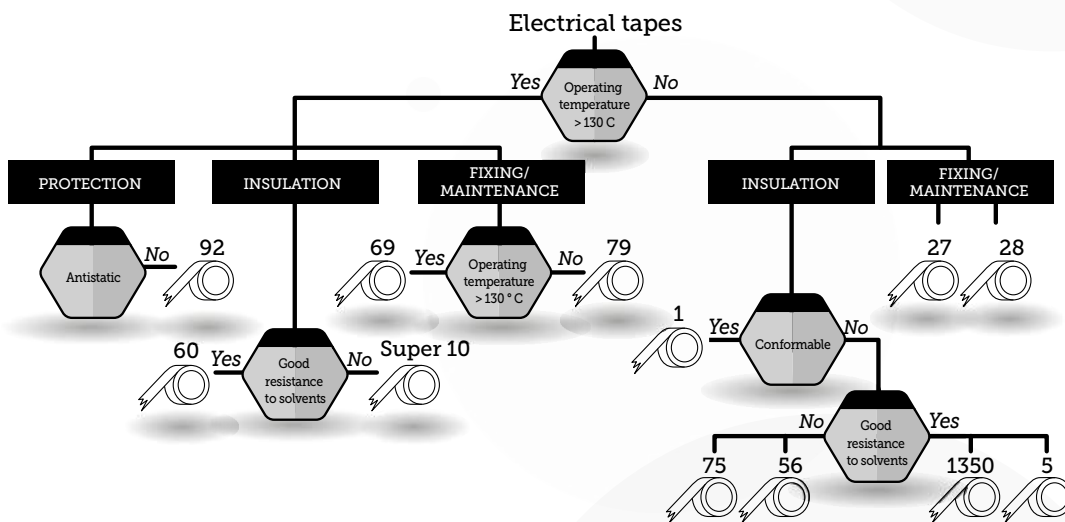 Electrical tapes
Yes
Operating
temperature
> 130 C
No
PROTECTION
INSULATION
FIXING/
MAINTENANCE
INSULATION
FIXING/
MAINTENANCE
Antistatic
No
92
69
Yes
Operating
temperature
> 130 ° C
No
79
27
28
60
Yes
Good
resistance
to solvents
No
Super 10
1
Yes
Conformable
No
No
Good
resistance
to solvents
Yes
75
56
1350
5